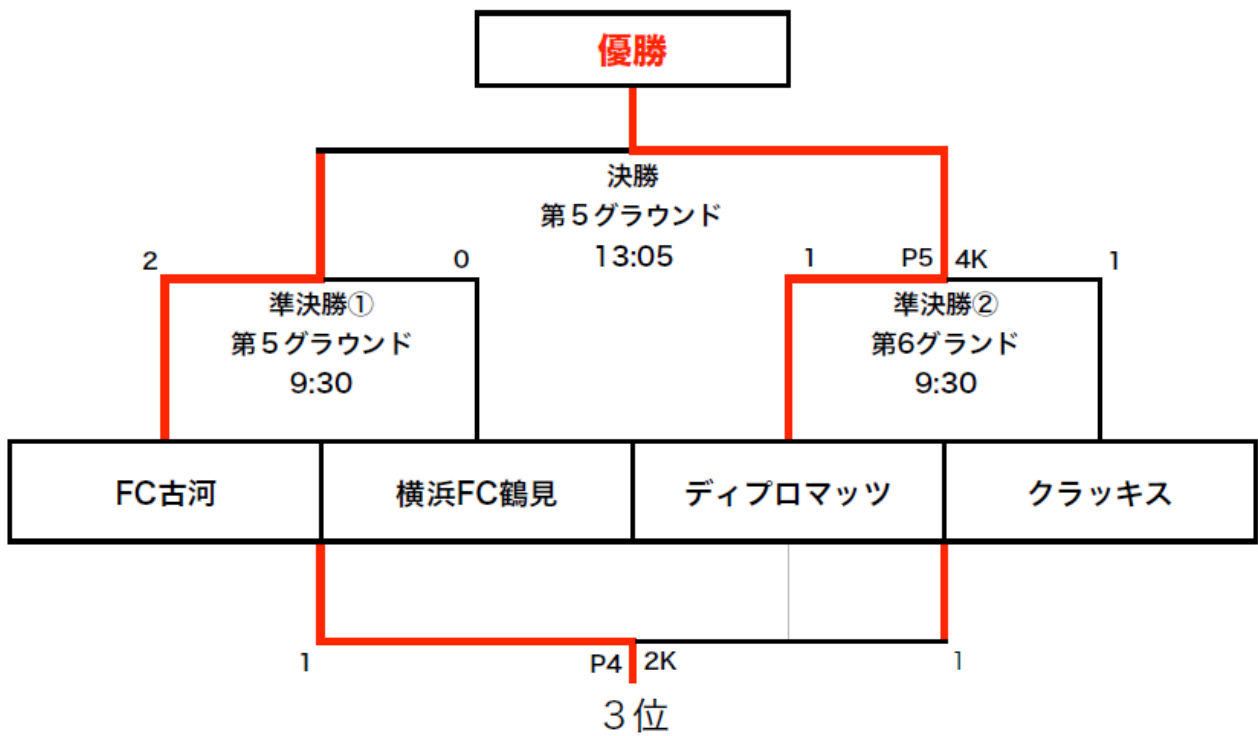 優勝
決勝
第５グラウンド
13:05
2
0
1
P5
4K
1
準決勝①
第５グラウンド
9:30
準決勝②
第6グランド
9:30
FC古河
横浜FC鶴見
ディプロマッツ
クラッキス
1
P4
2K
1
３位